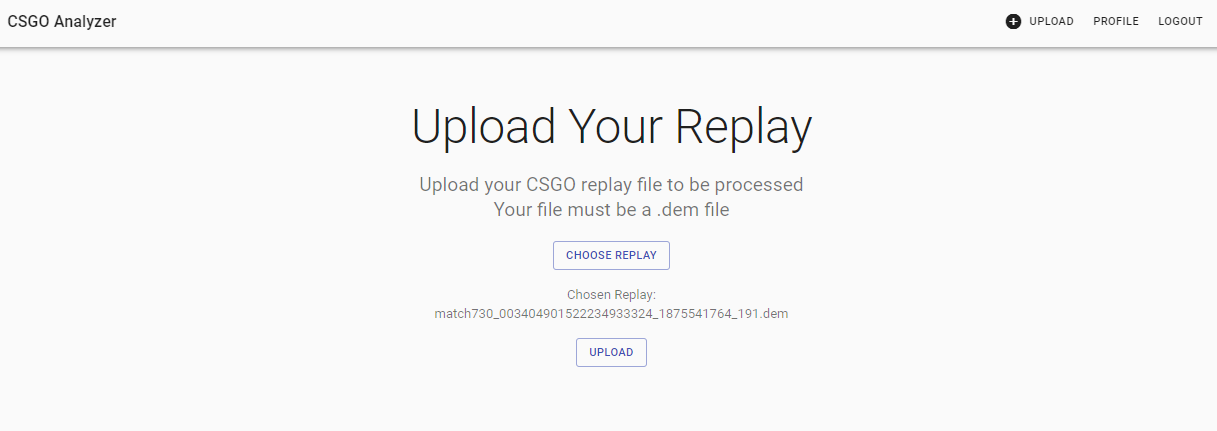 CSGO Analyzer
UPLOAD
PROFILE
LOGOUT
Upload Your Replay
Upload your CSGO replay file to be processed
Your file must be a .dem file
CHOOSE REPLAY
Chosen Replay:
match730_003404901522234933324_1875541764_191.dem
UPLOAD